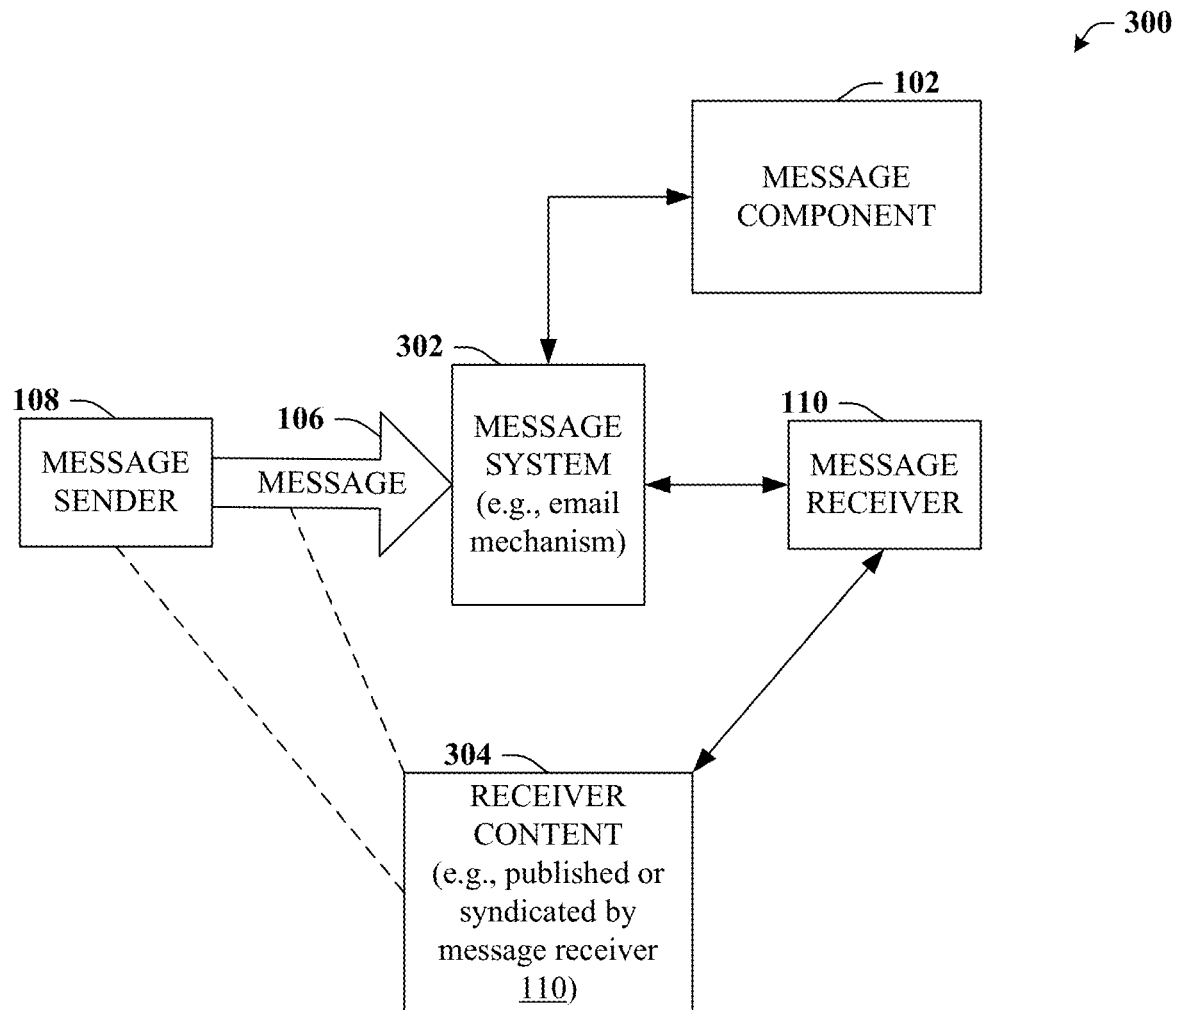 300
102
MESSAGE
COMPONENT
302
MESSAGE
SYSTEM
(e.g., email
mechanism)
108
MESSAGE
SENDER
106
MESSAGE
110
MESSAGE
RECEIVER
304
RECEIVER
CONTENT
(e.g., published or
syndicated by
message receiver
110)